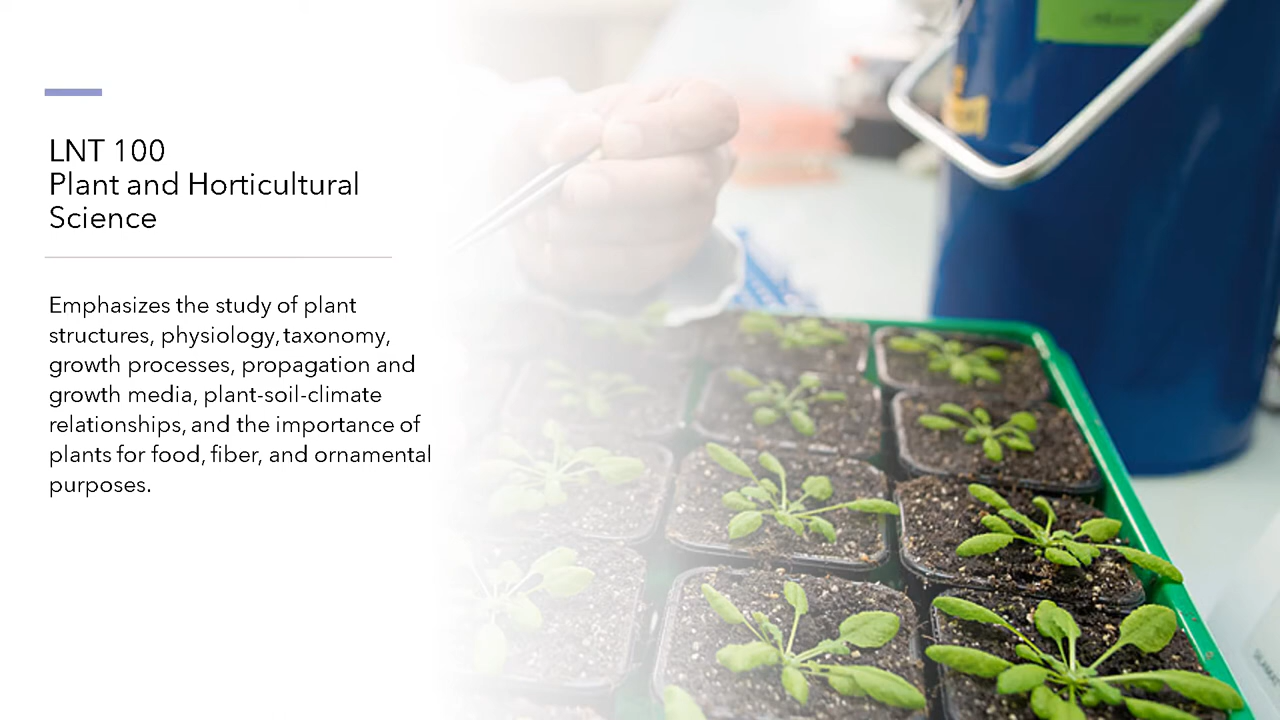 LNT 100
Plant and Horticultural
Science
Emphasizes the study of plant
structures, physiology, taxonomy,
growth processes, propagation and
growth media, plant-soil-climate
relationships, and the importance of
plants for food, fiber, and ornamental
purposes.